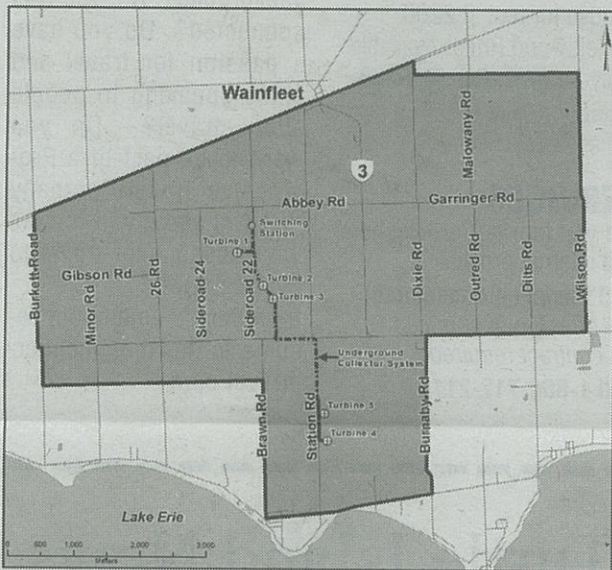 Wainfleet
3
Malowany Rd
Abbey Rd
Garringer Rd
Switching
Station
Turbine 1
Gibson Rd
Turbine 2
Turbine 3
Burkett Road
Minor Rd
26 Rd
Sideroad 24
Sideroad 22
Dixie Rd
Outred Rd
Dilts Rd
Wilson Rd
Underground
Collector System
Brawn Rd
Station Rd
Burnaby Rd
Turbine 5
Turbine 4
Lake Erie
0 500 1,000 2,000 3,000
Meters